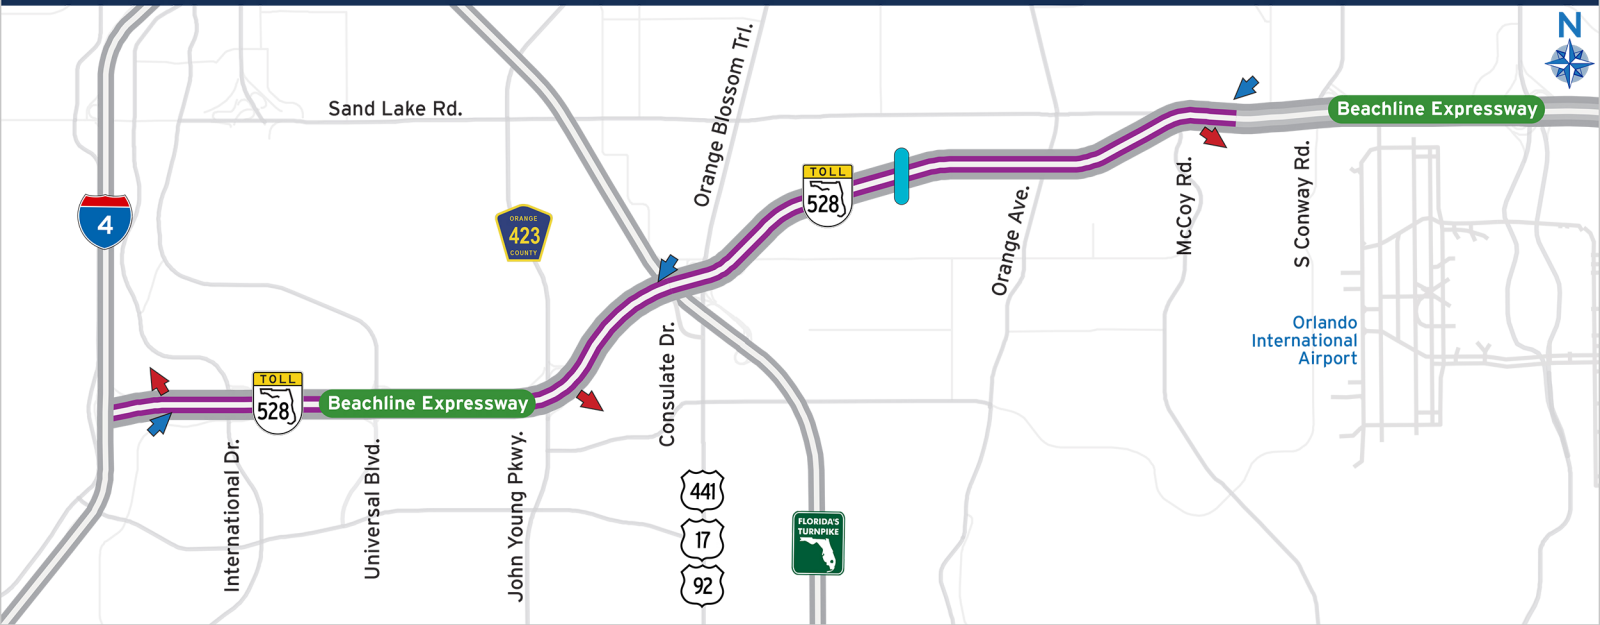 N
Beachline Expressway
Sand Lake Rd.
Orange Blossom Trl.
TOLL
528
4
ORANGE
423
COUNTY
McCoy Rd.
S Conway Rd.
Orange Ave.
Orlando
International
Airport
TOLL
528
Beachline Expressway
Consulate Dr.
International Dr.
Universal Blvd.
John Young Pkwy.
441
17
92
FLORIDA'S
TURNPIKE